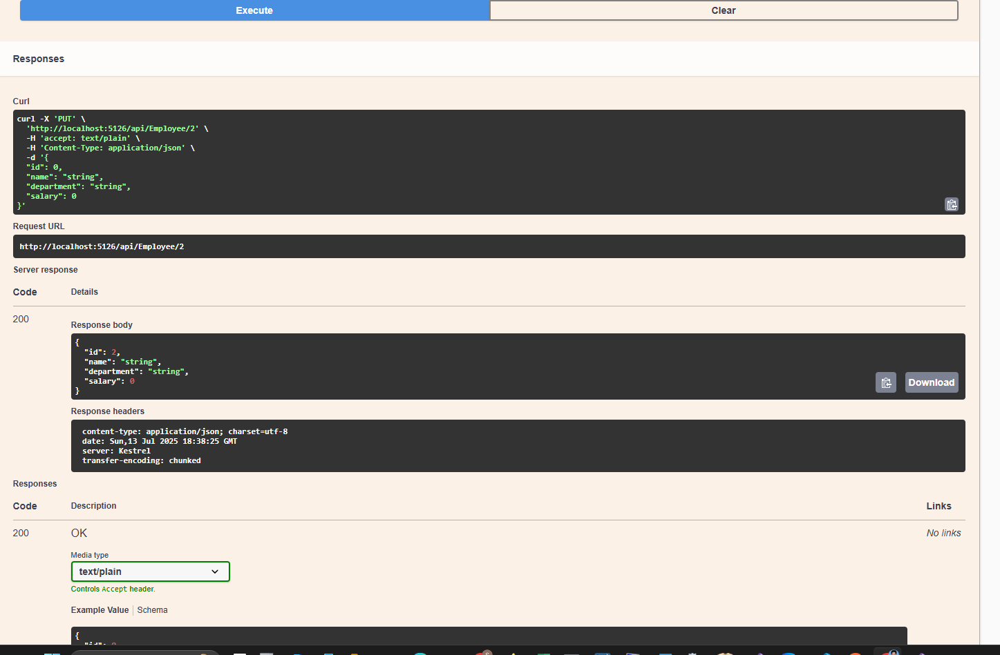 Execute
Clear
Responses
Curl
curl -X 'PUT' \
'http://localhost:5126/api/Employee/2' \
-H 'accept: text/plain' \
-H 'Content-Type: application/json' \
-d '{
"id": 0,
"name": "string",
"department": "string",
"salary": 0
}'
Request URL
http://localhost:5126/api/Employee/2
Server response
Code Details
200
Response body
{
"id": 2,
"name": "string",
"department": "string",
"salary": 0
}
Download
Response headers
content-type: application/json; charset=utf-8
date: Sun,13 Jul 2025 18:38:25 GMT
server: Kestrel
transfer-encoding: chunked
Responses
Code Description Links
200 OK No links
Media type
text/plain
Controls Accept header.
Example Value Schema
{